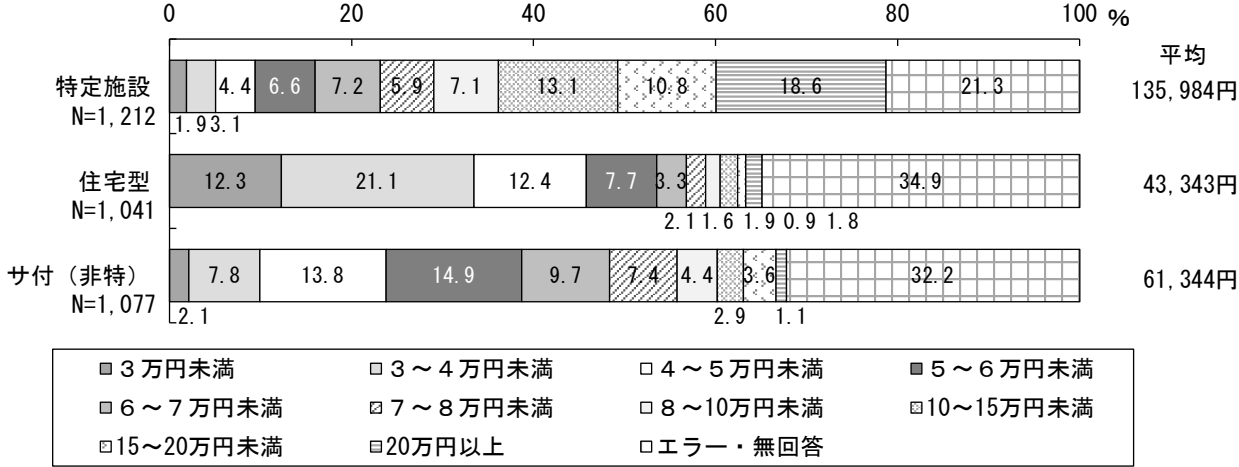 0 20 40 60 80 100 %
平均
特定施設 4.4 6.6 7.2 5.9 7.1 13.1 10.8 18.6 21.3 135,984円
N=1,212
1.9 3.1
住宅型 12.3 21.1 12.4 7.7 3.3 34.9 43,343円
N=1,041
2.1 1.6 1.9 0.9 1.8
サ付（非特） 7.8 13.8 14.9 9.7 7.4 4.4 3.6 32.2 61,344円
N=1,077
2.1 2.9 1.1
３万円未満 ３～４万円未満 ４～５万円未満 ５～６万円未満
６～７万円未満 ７～８万円未満 ８～10万円未満 10～15万円未満
15～20万円未満 20万円以上 エラー・無回答